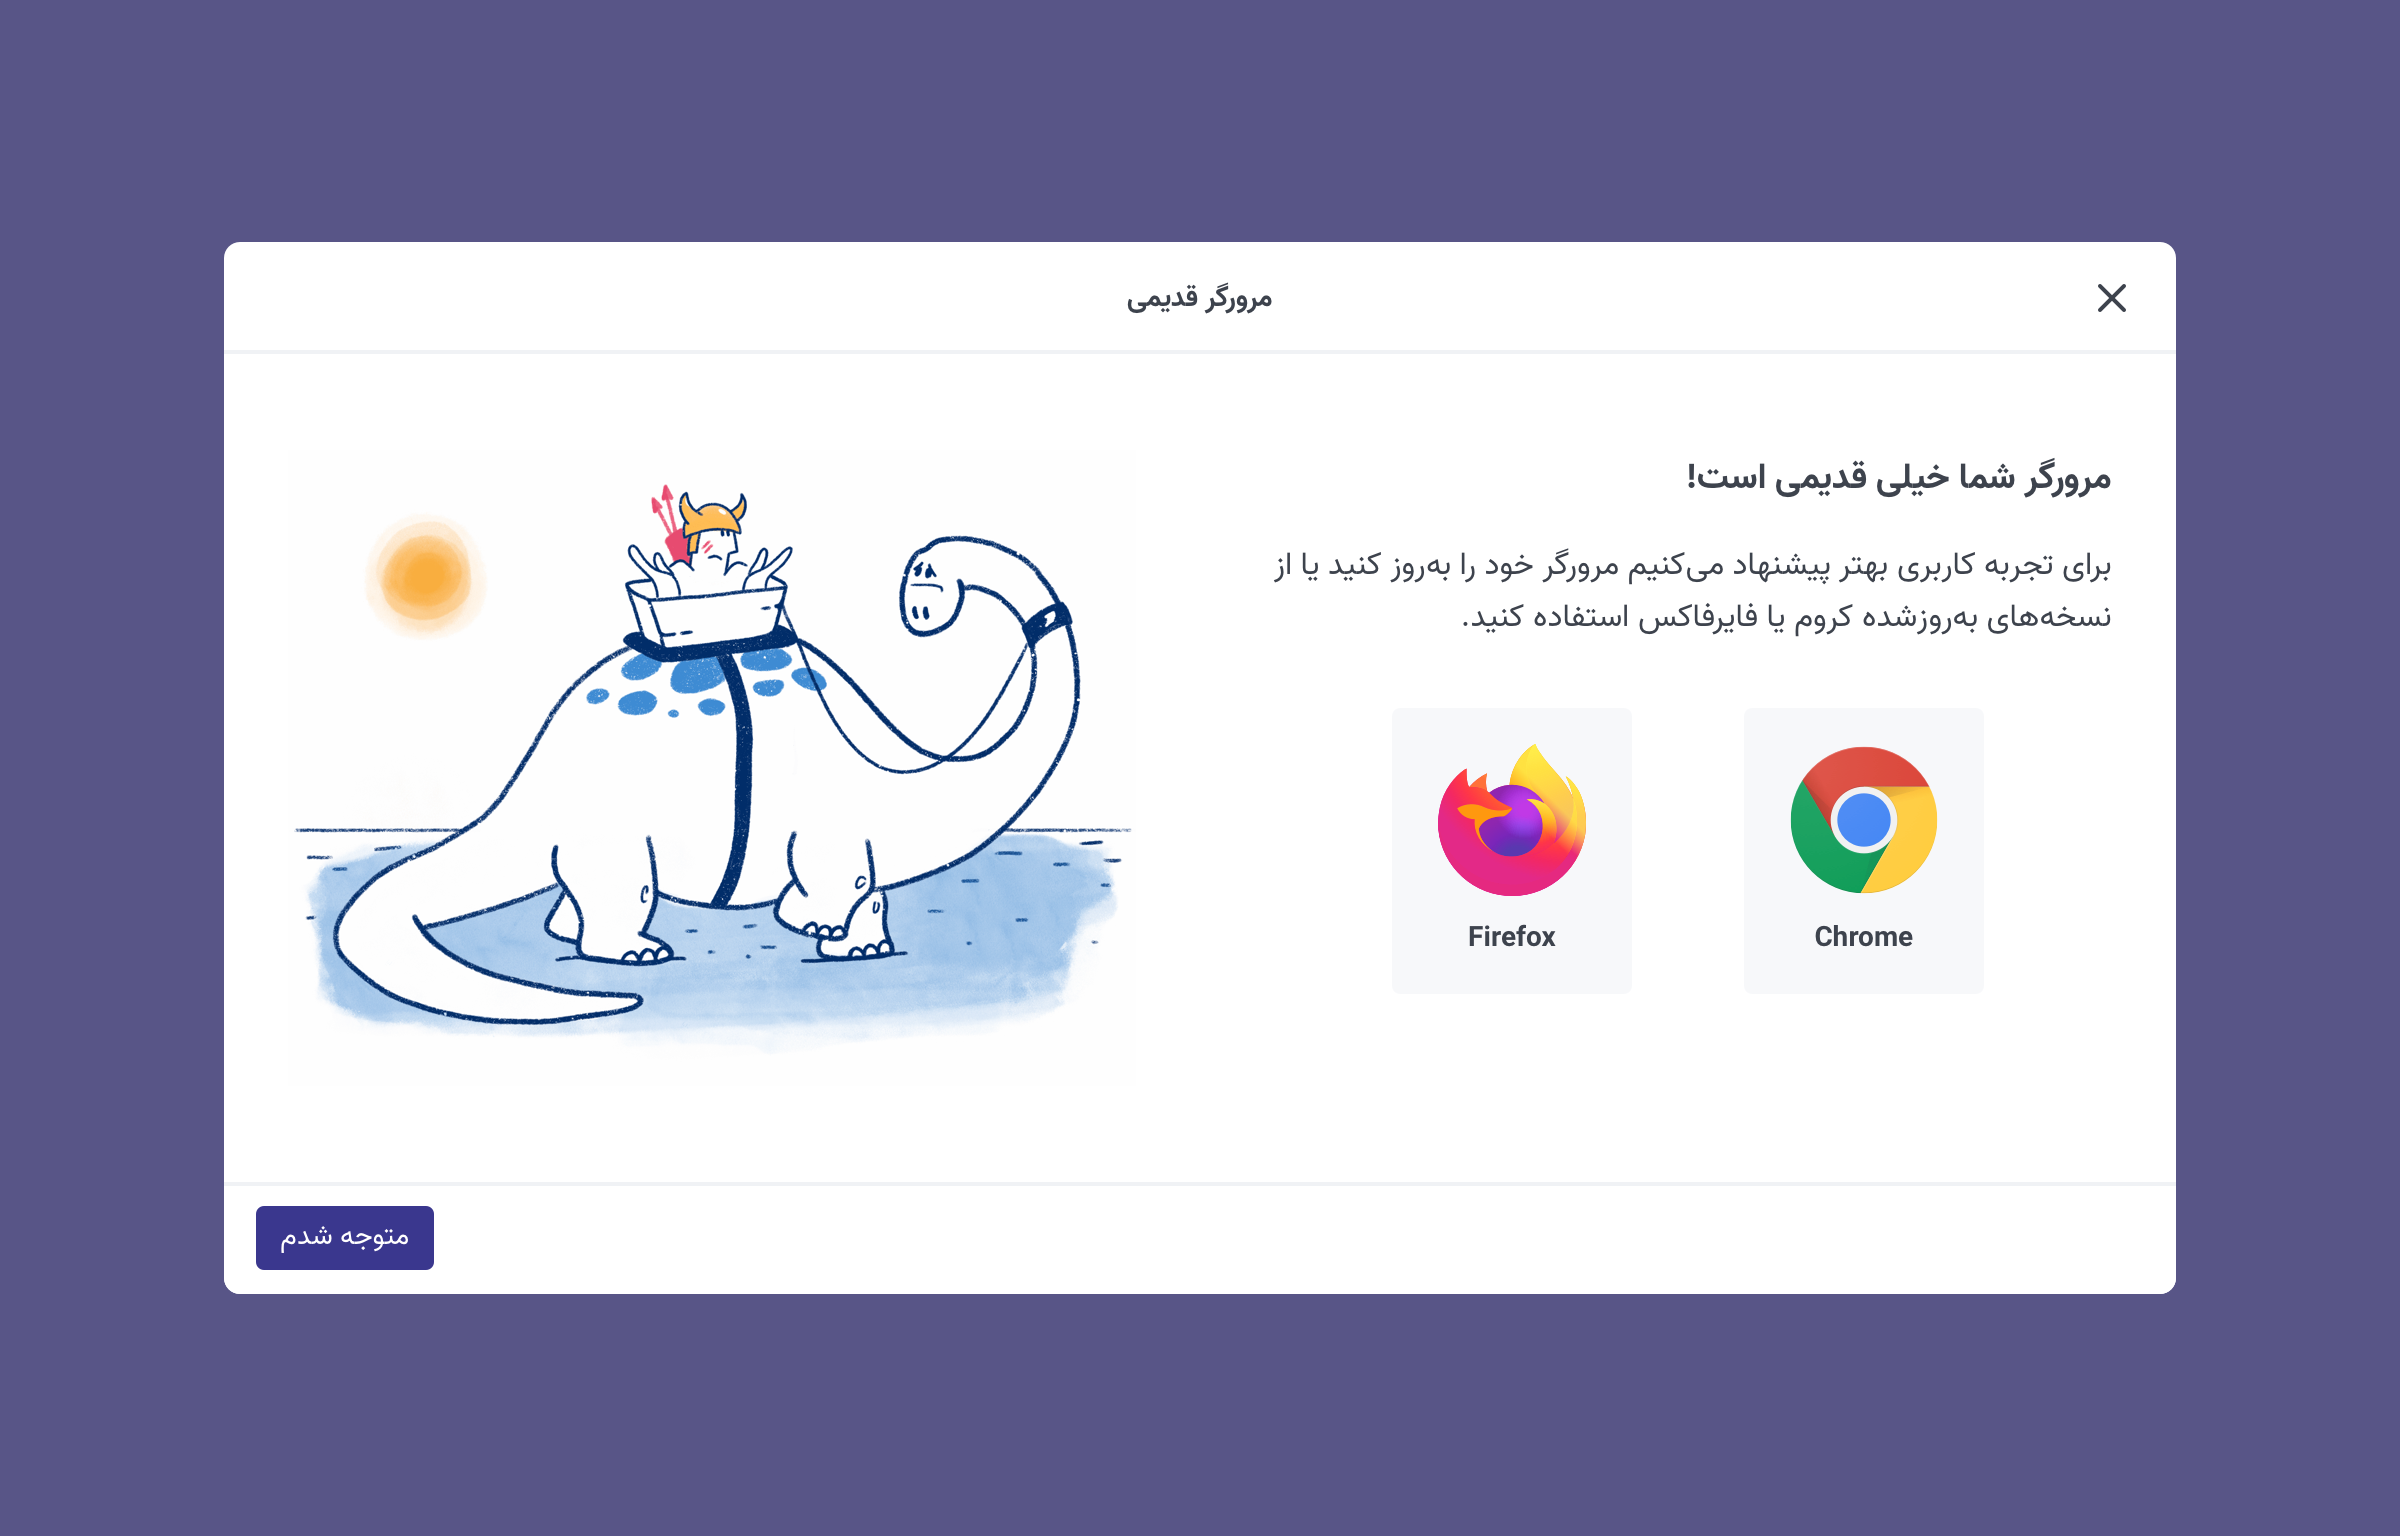 مرورگر قدیمی
مرورگر شما خیلی قدیمی است!
برای تجربه کاربری بهتر پیشنهاد می‌کنیم مرورگر خود را به‌روز کنید یا از
نسخه‌های به‌روزشده کروم یا فایرفاکس استفاده کنید.
Chrome
Firefox
متوجه شدم